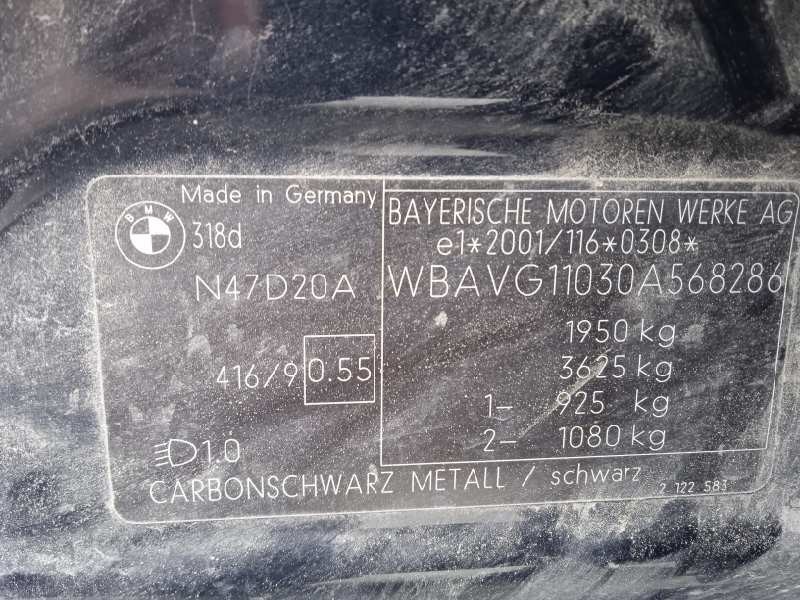 Made in Germany
BMW
318d
N47D20A
416/9 0.55
1.0
BAYERISCHE MOTOREN WERKE AG
e1*2001/116*0308*
WBAVG11030A568286
1950 kg
3625 kg
1- 925 kg
2- 1080 kg
CARBONSCHWARZ METALL / schwarz
2 122 583